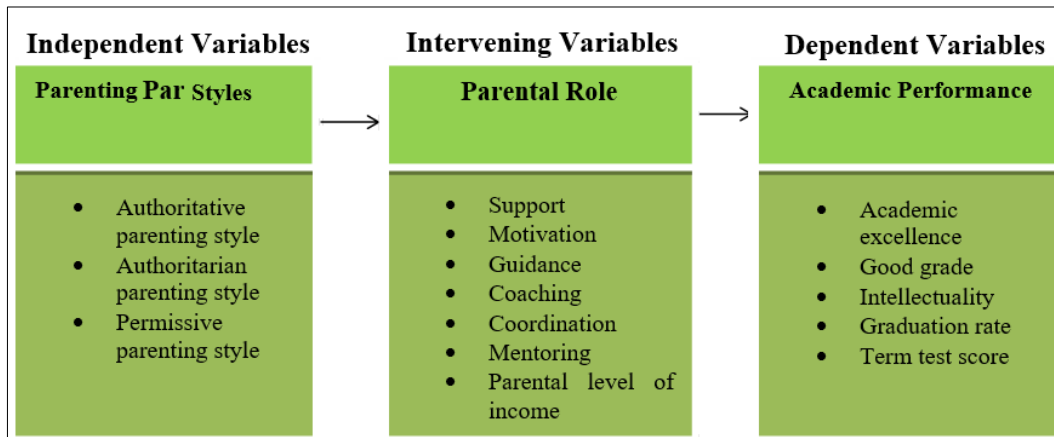 Independent Variables
Parenting Par Styles
• Authoritative
parenting style
• Authoritarian
parenting style
• Permissive
parenting style
Intervening Variables
Parental Role
• Support
• Motivation
• Guidance
• Coaching
• Coordination
• Mentoring
• Parental level of
income
Dependent Variables
Academic Performance
• Academic
excellence
• Good grade
• Intellectuality
• Graduation rate
• Term test score